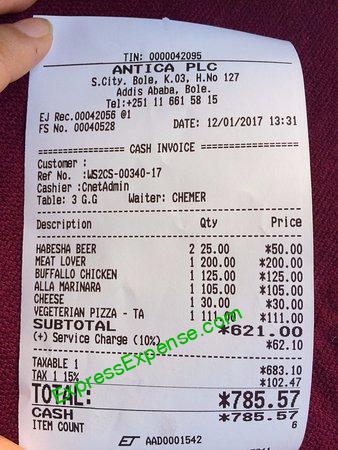 TIN: 0000042095
ANTICA PLC
S.City. Bole, K.03, H.No 127
Addis Ababa, Bole.
Tel:+251 11 661 58 15
EJ Rec.00042056 @1
FS No. 00040528 DATE: 12/01/2017 13:31
CASH INVOICE
Customer :
Ref No. :WS2CS-00340-17
Cashier :CnetAdmin
Table: 3 G.G Waiter: CHEMER
Description Qty Price
HABESHA BEER 2 25.00 *50.00
MEAT LOVER 1 200.00 *200.00
BUFFALLO CHICKEN 1 125.00 *125.00
ALLA MARINARA 1 105.00 *105.00
CHEESE 1 30.00 *30.00
VEGETERIAN PIZZA - TA 1 111.00 *111.00
SUBTOTAL *621.00
(+) Service Charge (10%) *62.10
TAXABLE 1 *683.10
TAX 1 15% *102.47
TOTAL: *785.57
CASH *785.57
ITEM COUNT 6
ET AAD0001542
ExpressExpense.com